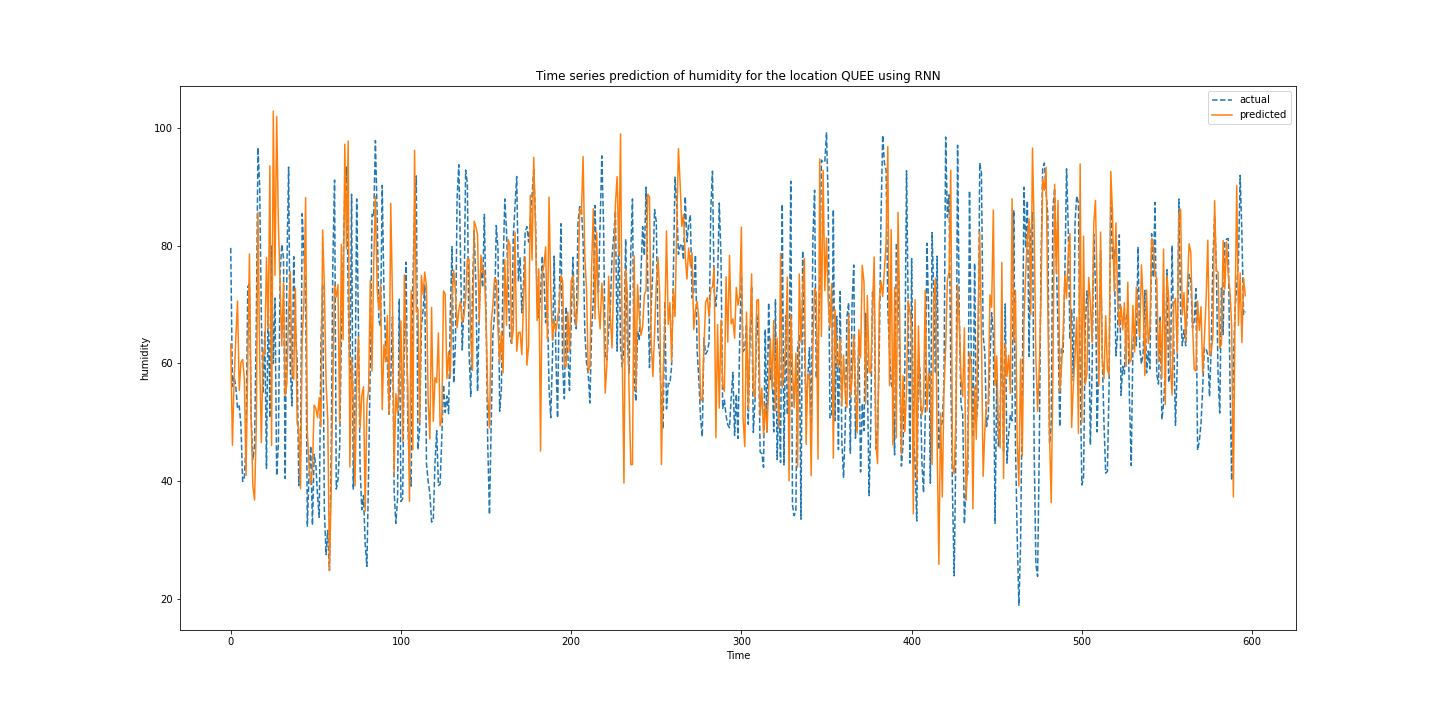 Time series prediction of humidity for the location QUEE using RNN
actual
predicted
100
80
60
40
20
humidity
0 100 200 300 400 500 600
Time